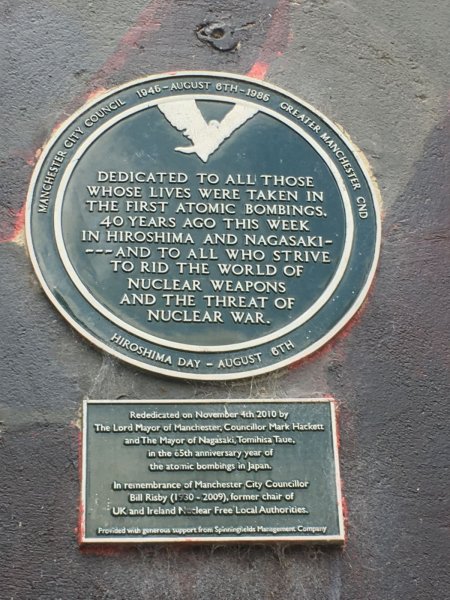 MANCHESTER CITY COUNCIL 1946-AUGUST 6TH-1986 GREATER MANCHESTER CND
DEDICATED TO ALL THOSE
WHOSE LIVES WERE TAKEN IN
THE FIRST ATOMIC BOMBINGS,
40 YEARS AGO THIS WEEK
IN HIROSHIMA AND NAGASAKI-
---AND TO ALL WHO STRIVE
TO RID THE WORLD OF
NUCLEAR WEAPONS
AND THE THREAT OF
NUCLEAR WAR.
HIROSHIMA DAY - AUGUST 6TH
Rededicated on November 4th 2010 by
The Lord Mayor of Manchester, Councillor Mark Hackett
and The Mayor of Nagasaki, Tomihisa Taue,
in the 65th anniversary year of
the atomic bombings in Japan.
In remembrance of Manchester City Councillor
Bill Risby (1930 - 2009), former chair of
UK and Ireland Nuclear Free Local Authorities.
Provided with generous support from Spinningfields Management Company